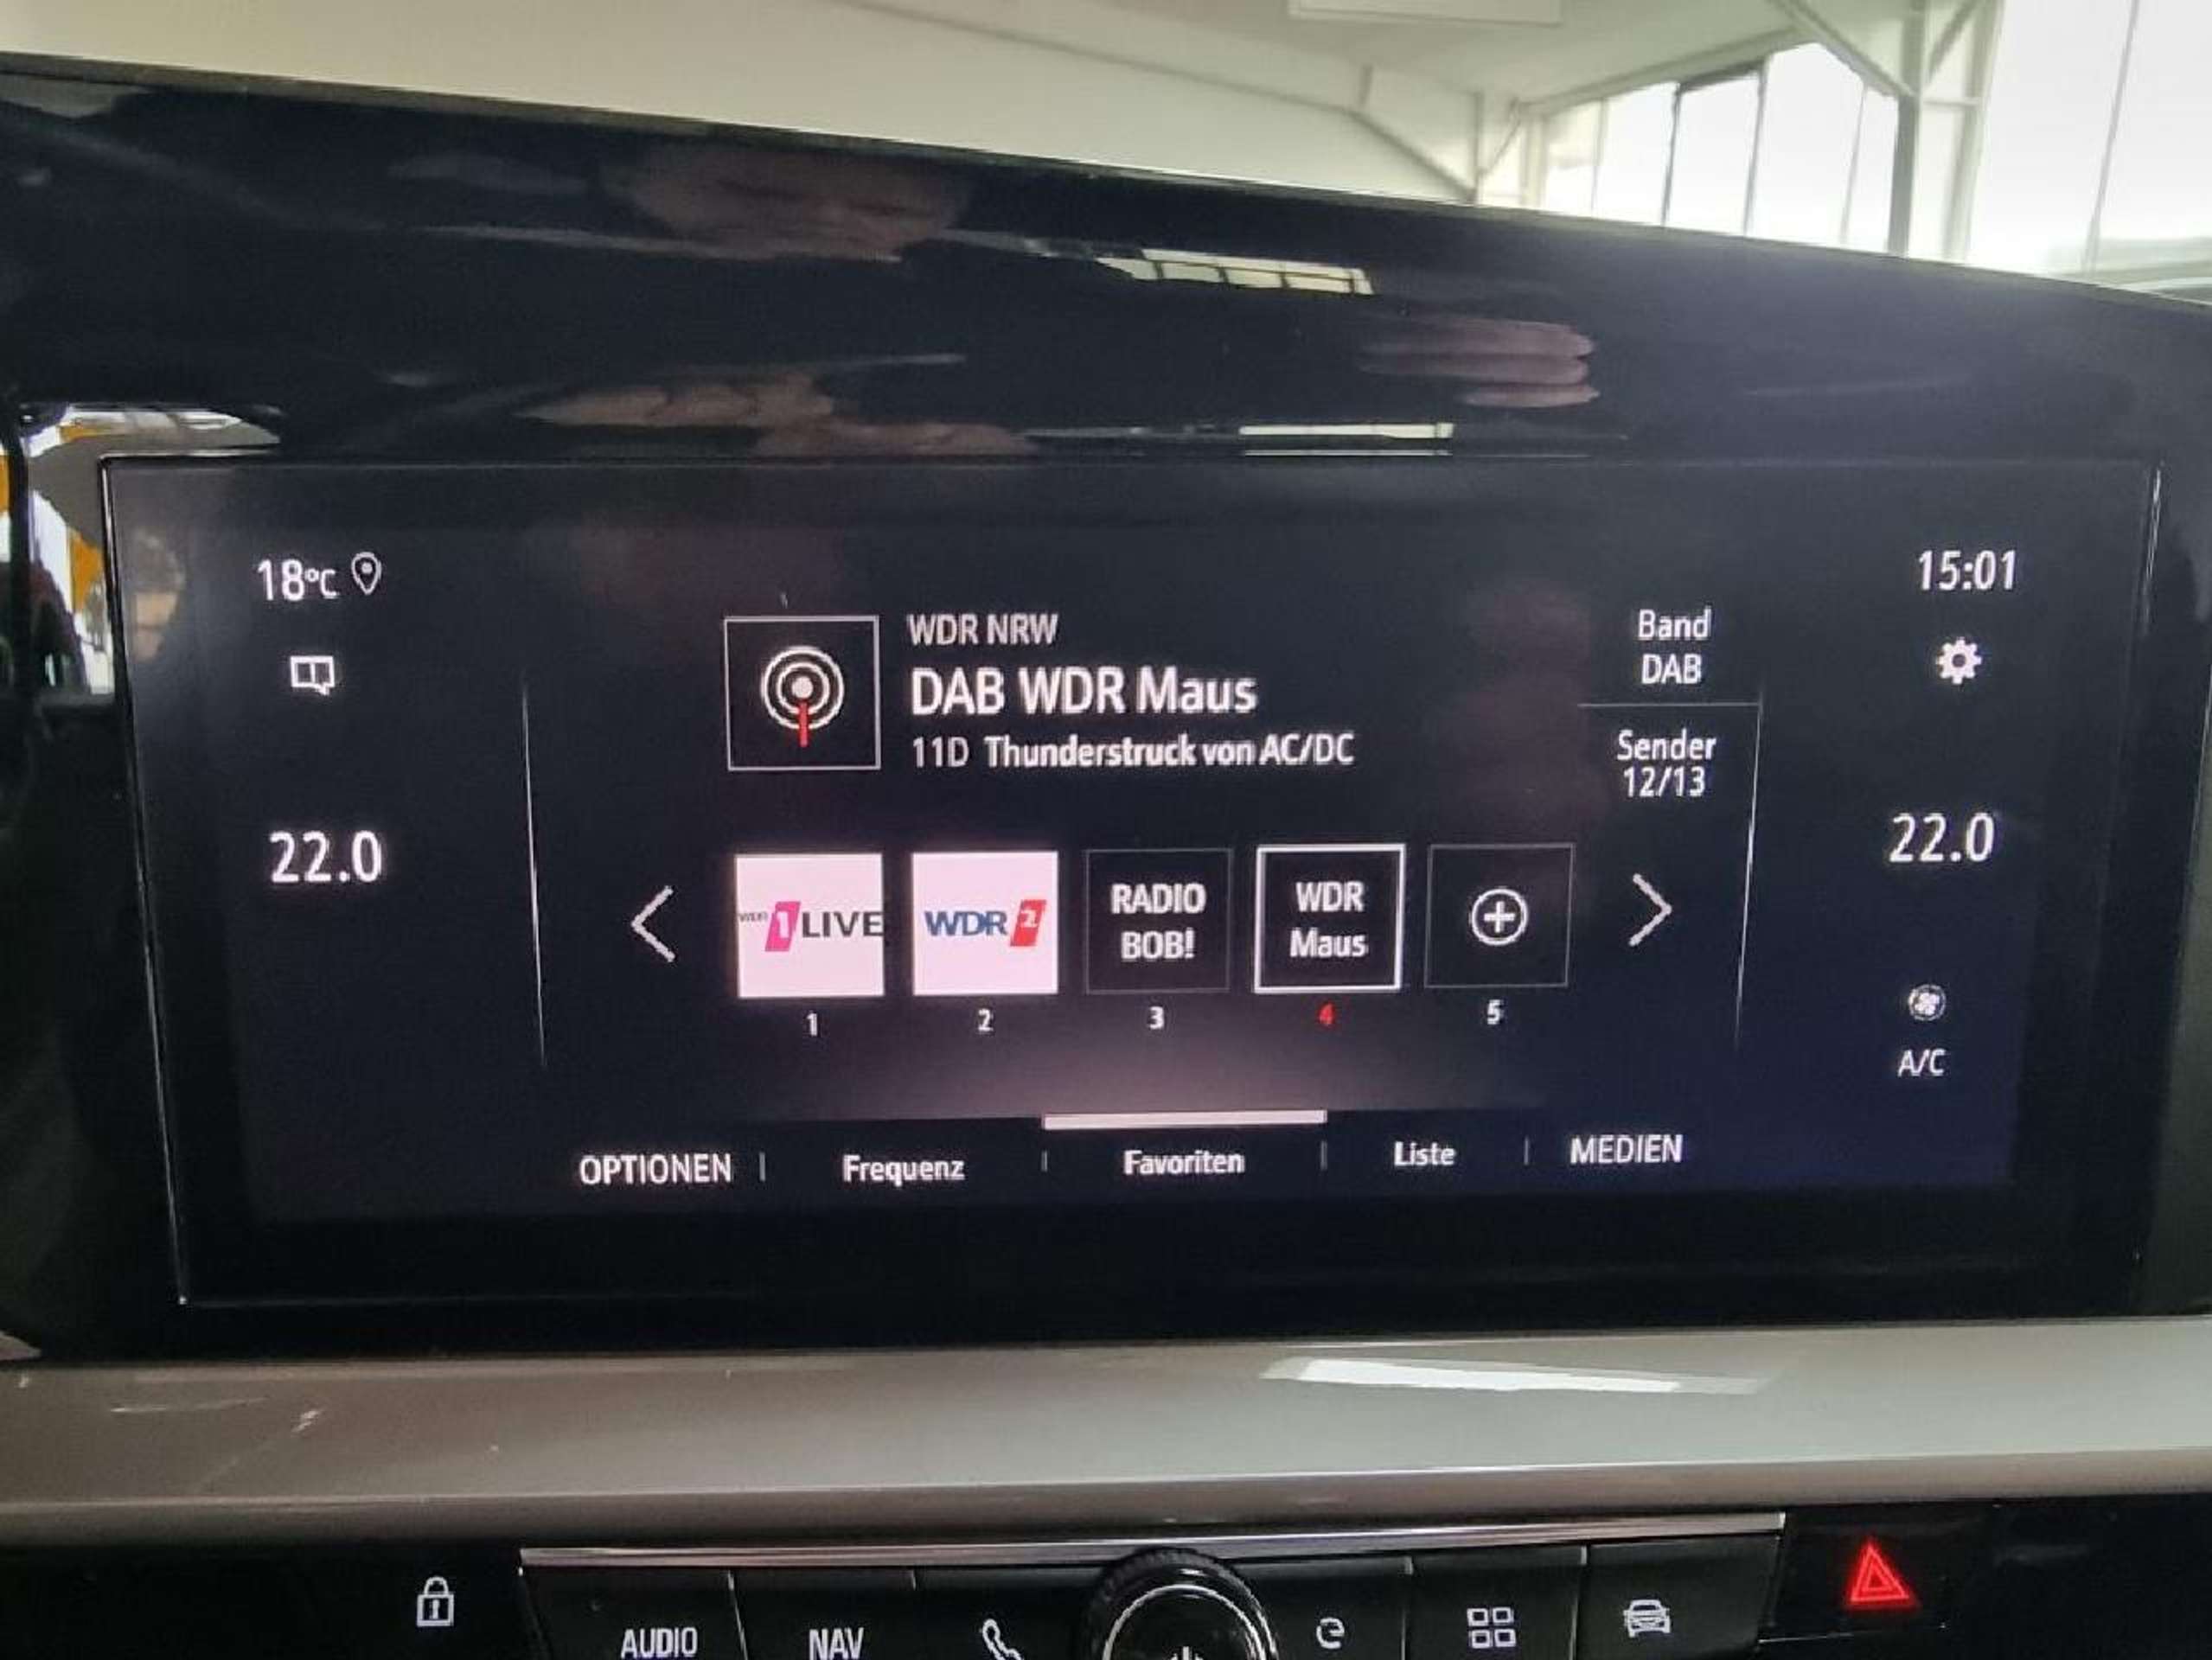 18°C
15:01
WDR NRW
DAB WDR Maus
11D Thunderstruck von AC/DC
Band
DAB
Sender
12/13
22.0
22.0
WDR 1LIVE
WDR 2
RADIO
BOB!
WDR
Maus
1
2
3
4
5
A/C
OPTIONEN
Frequenz
Favoriten
Liste
MEDIEN
AUDIO
NAV